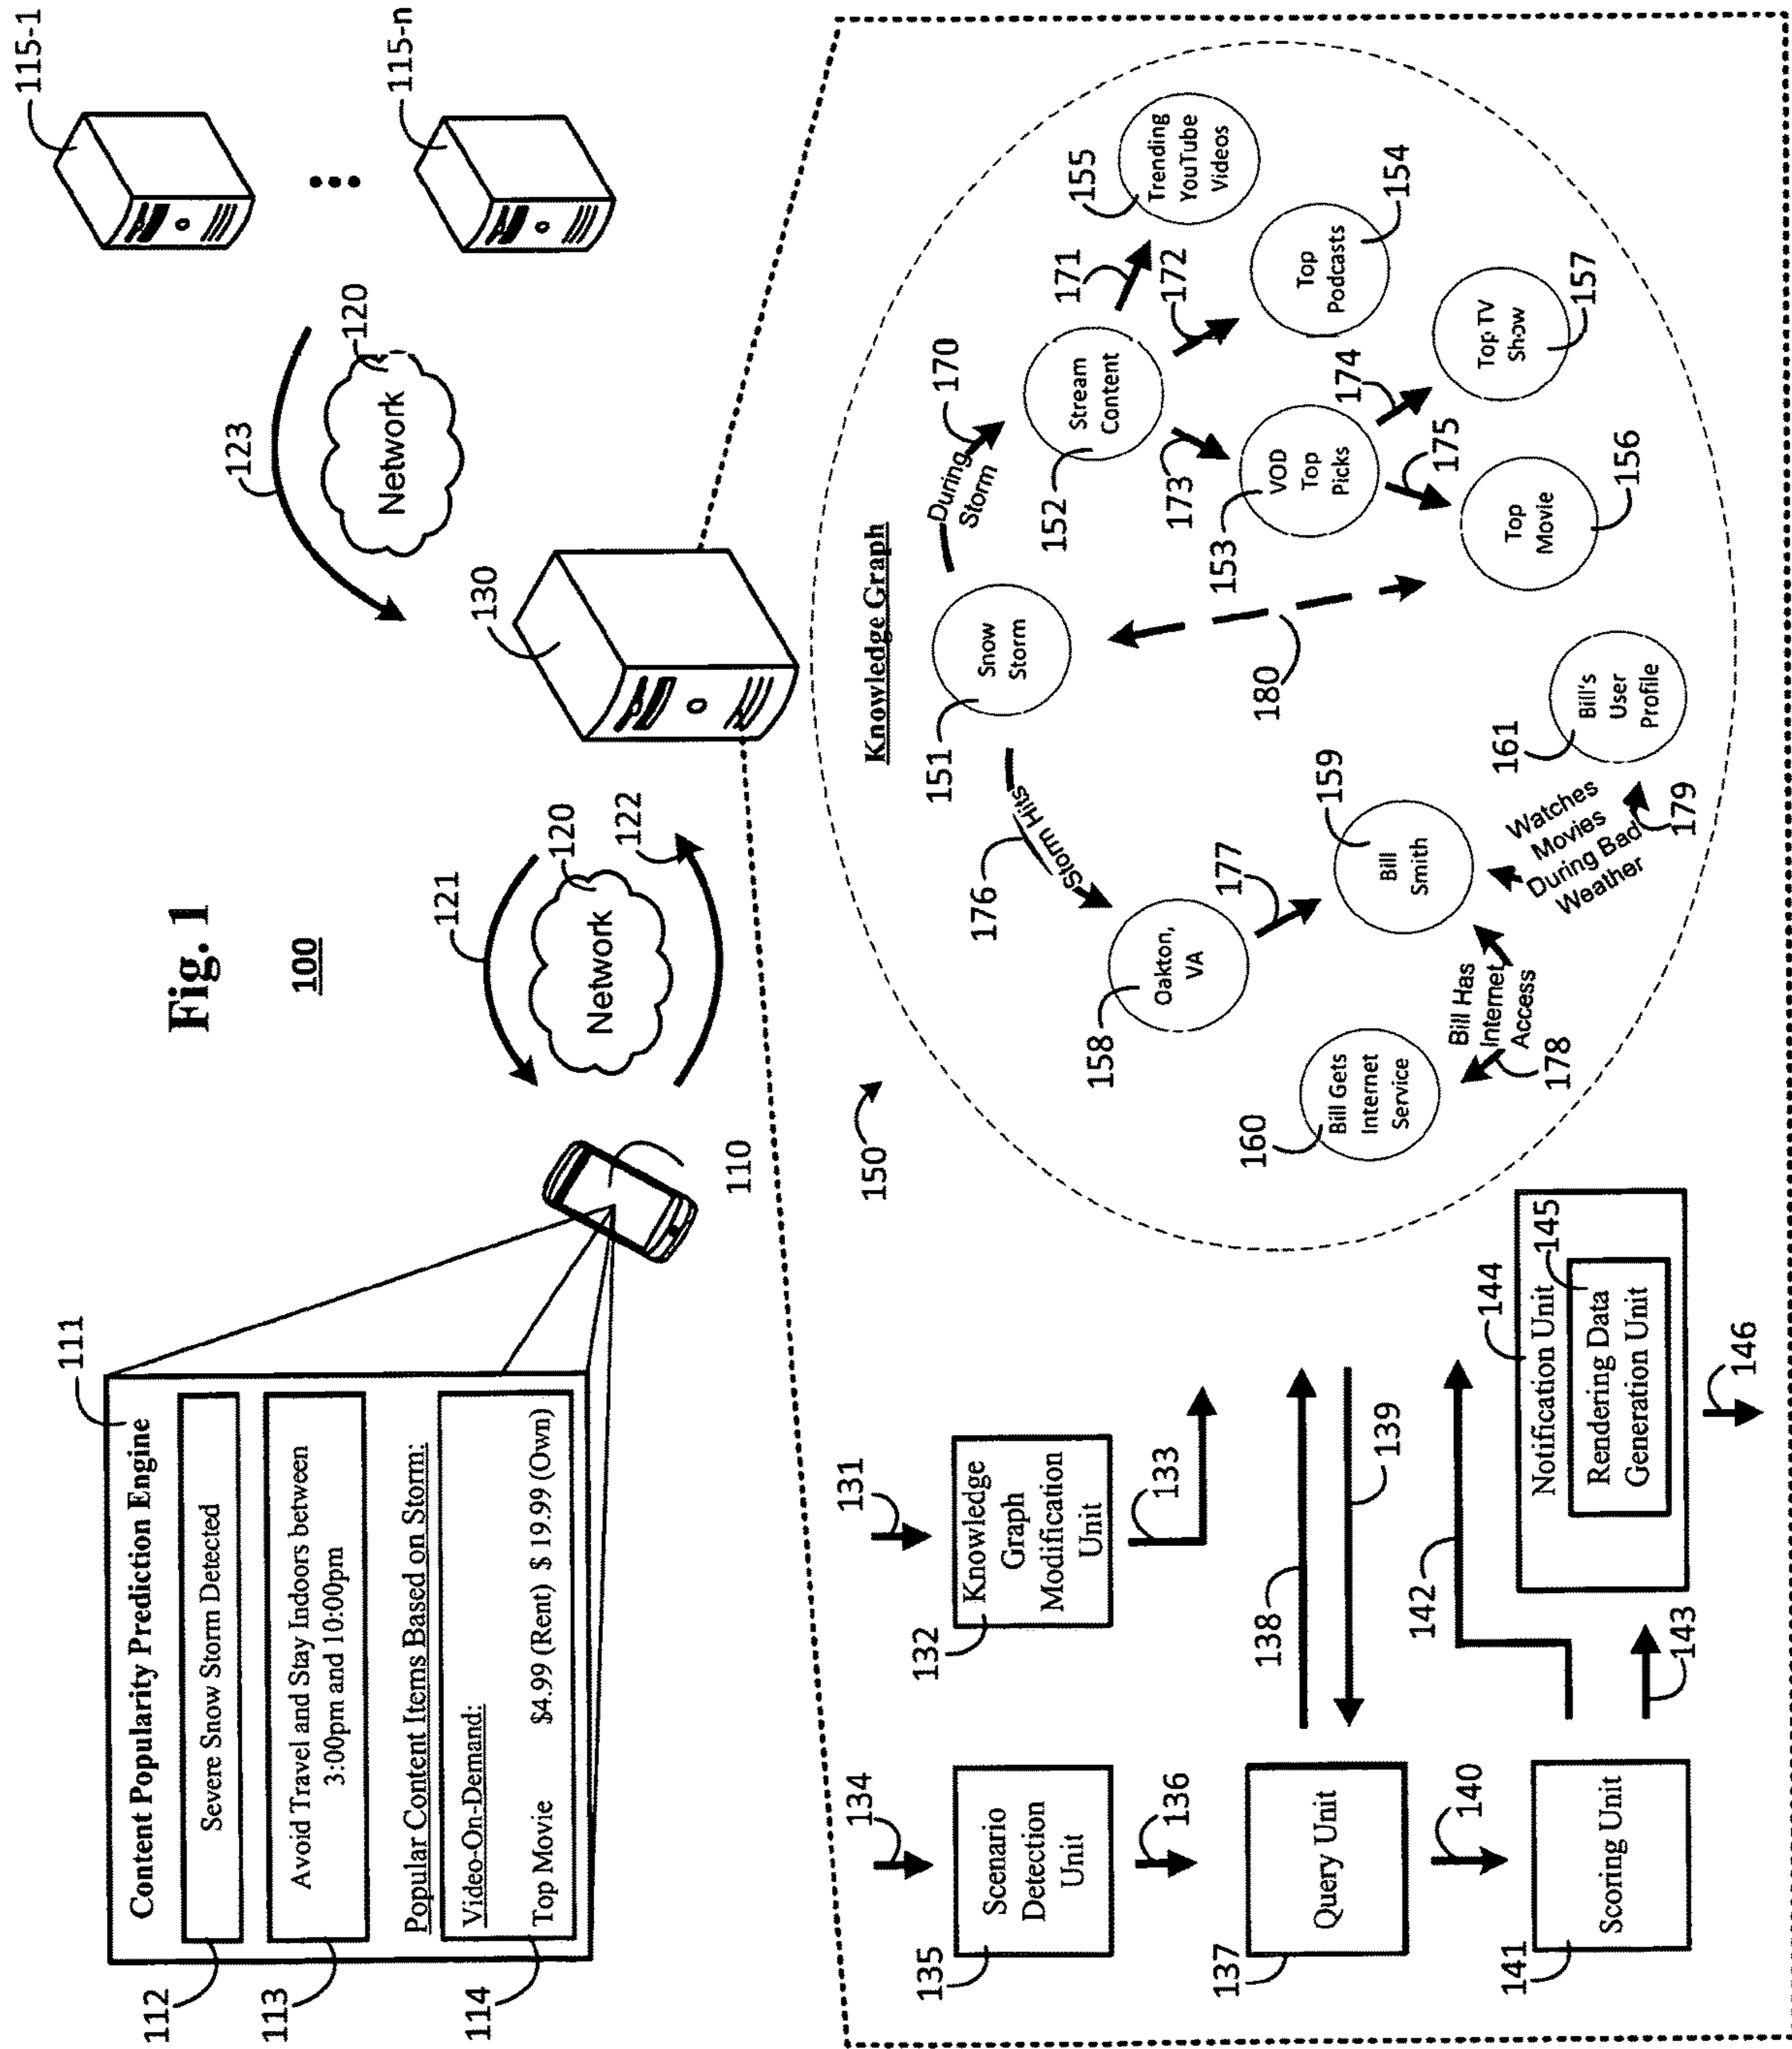 Fig. 1
100
111
Content Popularity Prediction Engine
112
Severe Snow Storm Detected
113
Avoid Travel and Stay Indoors between
3:00pm and 10:00pm
Popular Content Items Based on Storm:
114
Video-On-Demand:
Top Movie $4.99 (Rent) $ 19.99 (Own)
110
121
120
Network
122
123
120
Network
115-1
115-n
130
131
132
Knowledge
Graph
Modification
Unit
133
134
135
Scenario
Detection
Unit
136
137
Query Unit
138
139
140
141
Scoring Unit
142
143
144
Notification Unit
145
Rendering Data
Generation Unit
146
150
Knowledge Graph
151
Snow
Storm
During
Storm
170
152
Stream
Content
171
155
Trending
YouTube
Videos
172
Top
Podcasts
154
173
153
VOD
Top
Picks
174
Top TV
Show
157
175
Top
Movie
156
180
176
Storm Hits
158
Oakton,
VA
177
159
Bill
Smith
160
Bill Gets
Internet
Service
Bill Has
Internet
Access
178
161
Bill's
User
Profile
Watches
Movies
During Bad
Weather
179